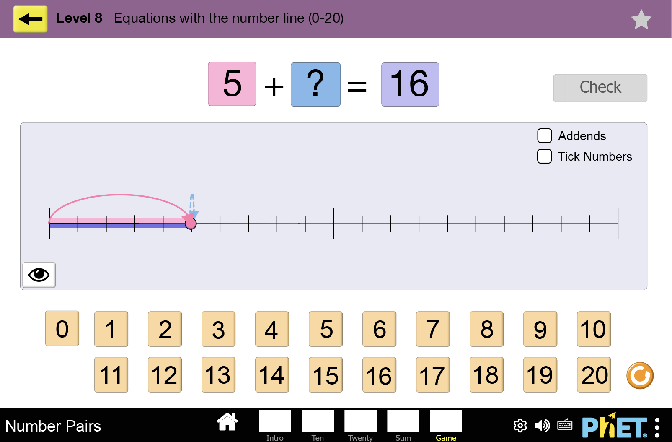 Level 8 Equations with the number line (0-20)
5 + ? = 16
Check
Addends
Tick Numbers
0 1 2 3 4 5 6 7 8 9 10
11 12 13 14 15 16 17 18 19 20
Number Pairs
Intro Ten Twenty Sum Game
PhET